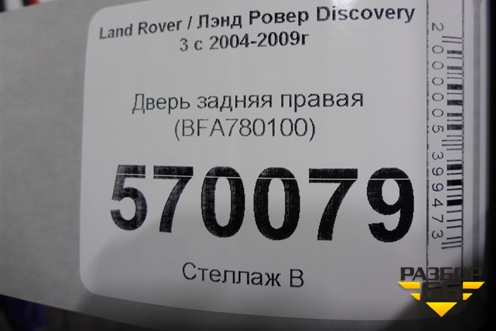 Land Rover / Лэнд Ровер Discovery
3 с 2004-2009г
Дверь задняя правая
(BFA780100)
570079
Стеллаж В
2000005399473
РАЗБОР